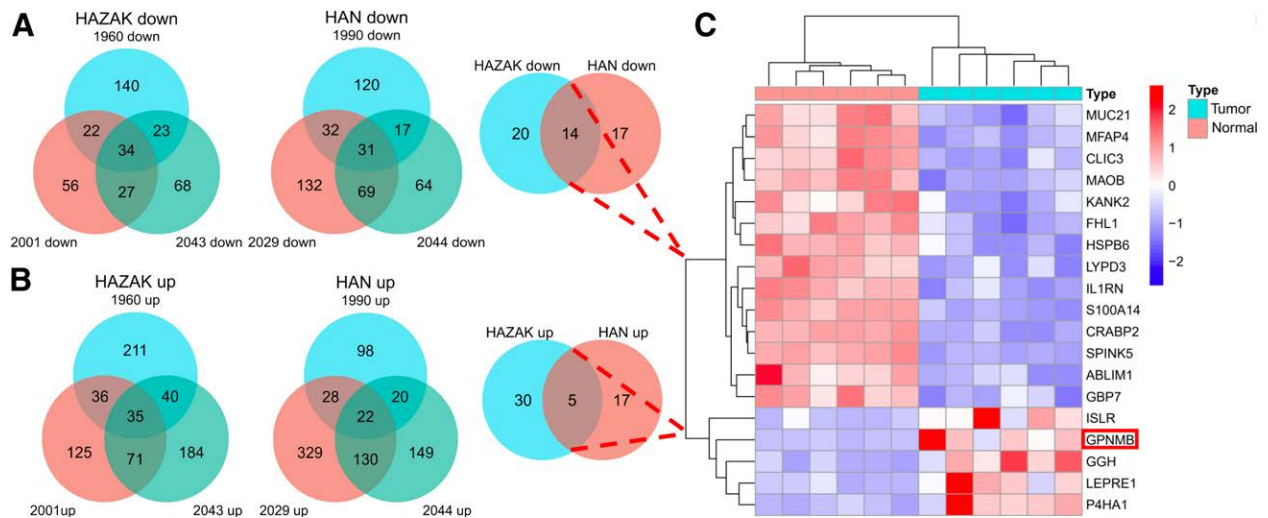 A
HAZAK down
1960 down
140
22
23
34
56
27
68
2001 down
2043 down
HAN down
1990 down
120
32
17
31
132
69
64
2029 down
2044 down
HAZAK down
HAN down
20
14
17
B
HAZAK up
1960 up
211
36
40
35
125
71
184
2001up
2043 up
HAN up
1990 up
98
28
20
22
329
130
149
2029 up
2044 up
HAZAK up
HAN up
30
5
17
C
Type
MUC21
MFAP4
CLIC3
MAOB
KANK2
FHL1
HSPB6
LYPD3
IL1RN
S100A14
CRABP2
SPINK5
ABLIM1
GBP7
ISLR
GPNMB
GGH
LEPRE1
P4HA1
2
1
0
−1
−2
Type
Tumor
Normal